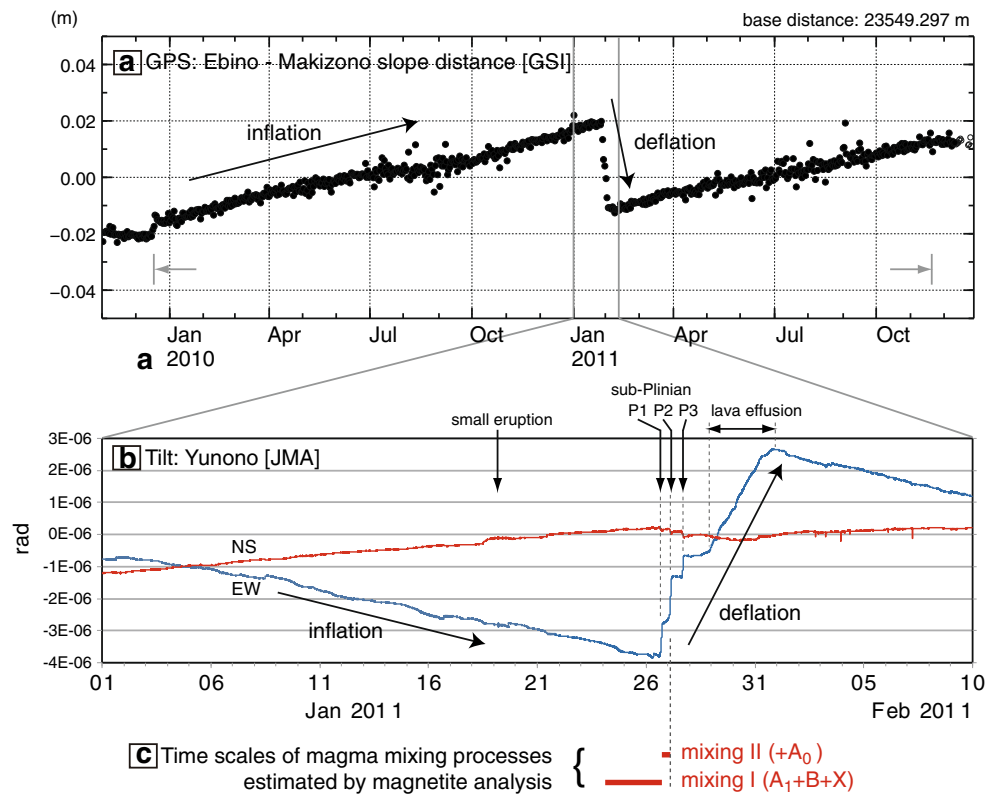 (m)
base distance: 23549.297 m
a GPS: Ebino - Makizono slope distance [GSI]
0.04
0.02
0.00
−0.02
−0.04
inflation
deflation
Jan Apr Jul Oct Jan Apr Jul Oct
2010 2011
a
sub-Plinian
P1 P2 P3
lava effusion
small eruption
b Tilt: Yunono [JMA]
3E-06
2E-06
1E-06
0E-06
-1E-06
-2E-06
-3E-06
-4E-06
rad
NS
EW
inflation
deflation
01 06 11 16 21 26 31 05 10
Jan 2011 Feb 2011
c Time scales of magma mixing processes
estimated by magnetite analysis
{
mixing II (+A0)
mixing I (A1+B+X)